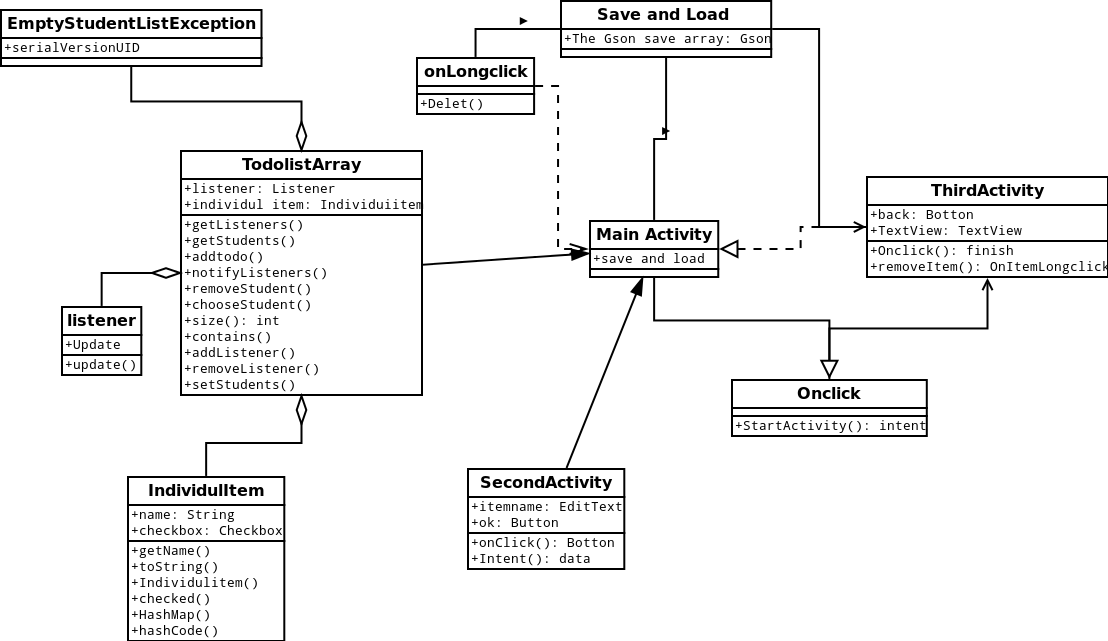 EmptyStudentListException
+serialVersionUID
Save and Load
+The Gson save array: Gson
onLongclick
+Delet()
TodolistArray
+listener: Listener
+individul item: Individuiitem
+getListeners()
+getStudents()
+addtodo()
+notifyListeners()
+removeStudent()
+chooseStudent()
+size(): int
+contains()
+addListener()
+removeListener()
+setStudents()
Main Activity
+save and load
ThirdActivity
+back: Botton
+TextView: TextView
+Onclick(): finish
+removeItem(): OnItemLongclick
listener
+Update
+update()
Onclick
+StartActivity(): intent
IndividulItem
+name: String
+checkbox: Checkbox
+getName()
+toString()
+Individulitem()
+checked()
+HashMap()
+hashCode()
SecondActivity
+itemname: EditText
+ok: Button
+onClick(): Botton
+Intent(): data